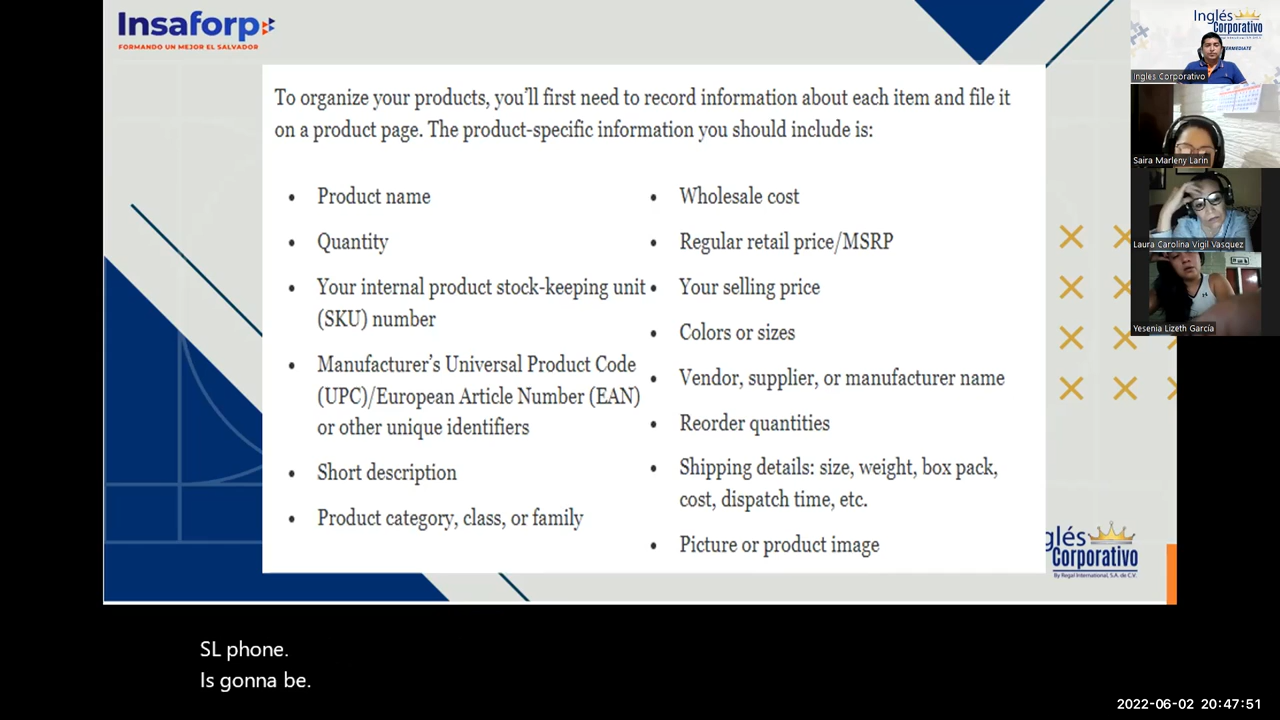 Insaforp
FORMANDO UN MEJOR EL SALVADOR
To organize your products, you'll first need to record information about each item and file it
on a product page. The product-specific information you should include is:
• Product name
• Quantity
• Your internal product stock-keeping unit
(SKU) number
• Manufacturer's Universal Product Code
(UPC)/European Article Number (EAN)
or other unique identifiers
• Short description
• Product category, class, or family
• Wholesale cost
• Regular retail price/MSRP
• Your selling price
• Colors or sizes
• Vendor, supplier, or manufacturer name
• Reorder quantities
• Shipping details: size, weight, box pack,
cost, dispatch time, etc.
• Picture or product image
glés
Corporativo
By Regal International, S.A. de C.V.
Inglés
Corporativo
Ingles Corporativo
Saira Marleny Larin
Laura Carolina Vigil Vasquez
Yesenia Lizeth García
SL phone.
Is gonna be.
2022-06-02 20:47:51